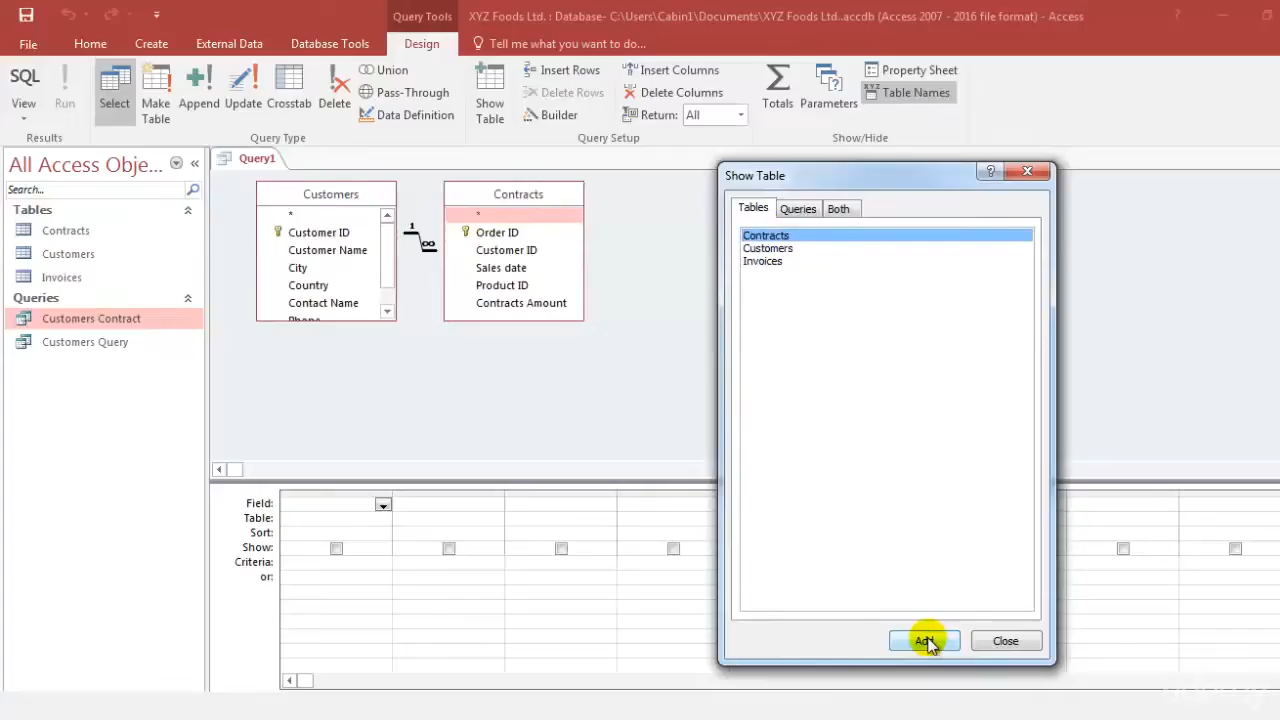 Query Tools
XYZ Foods Ltd. : Database- C:\Users\Cabin1\Documents\XYZ Foods Ltd..accdb (Access 2007 - 2016 file format) - Access
?
File
Home
Create
External Data
Database Tools
Design
Tell me what you want to do...
SQL
View
!
Run
Results
Select
Make
Table
Append
Update
Crosstab
Delete
Union
Pass-Through
Data Definition
Query Type
Show
Table
Insert Rows
Delete Rows
Builder
Insert Columns
Delete Columns
Return: All
Query Setup
Totals
Parameters
Property Sheet
XYZ Table Names
Show/Hide
All Access Obje...
Search...
Tables
Contracts
Customers
Invoices
Queries
Customers Contract
Customers Query
Query1
Customers
*
Customer ID
Customer Name
City
Country
Contact Name
Phone
1
∞
Contracts
*
Order ID
Customer ID
Sales date
Product ID
Contracts Amount
Field:
Table:
Sort:
Show:
Criteria:
or:
Show Table
?
Tables
Queries
Both
Contracts
Customers
Invoices
Add
Close